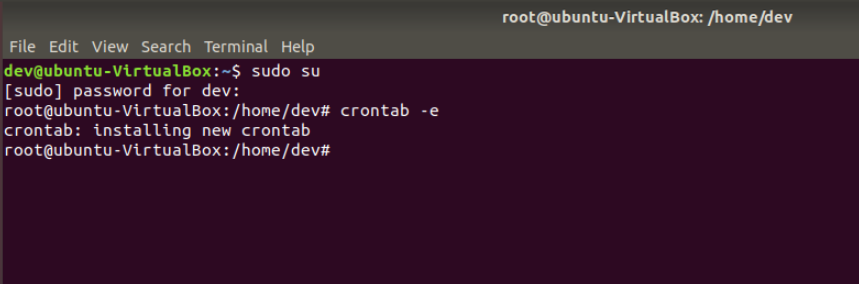 root@ubuntu-VirtualBox: /home/dev
File Edit View Search Terminal Help
dev@ubuntu-VirtualBox:~$ sudo su
[sudo] password for dev:
root@ubuntu-VirtualBox:/home/dev# crontab -e
crontab: installing new crontab
root@ubuntu-VirtualBox:/home/dev#